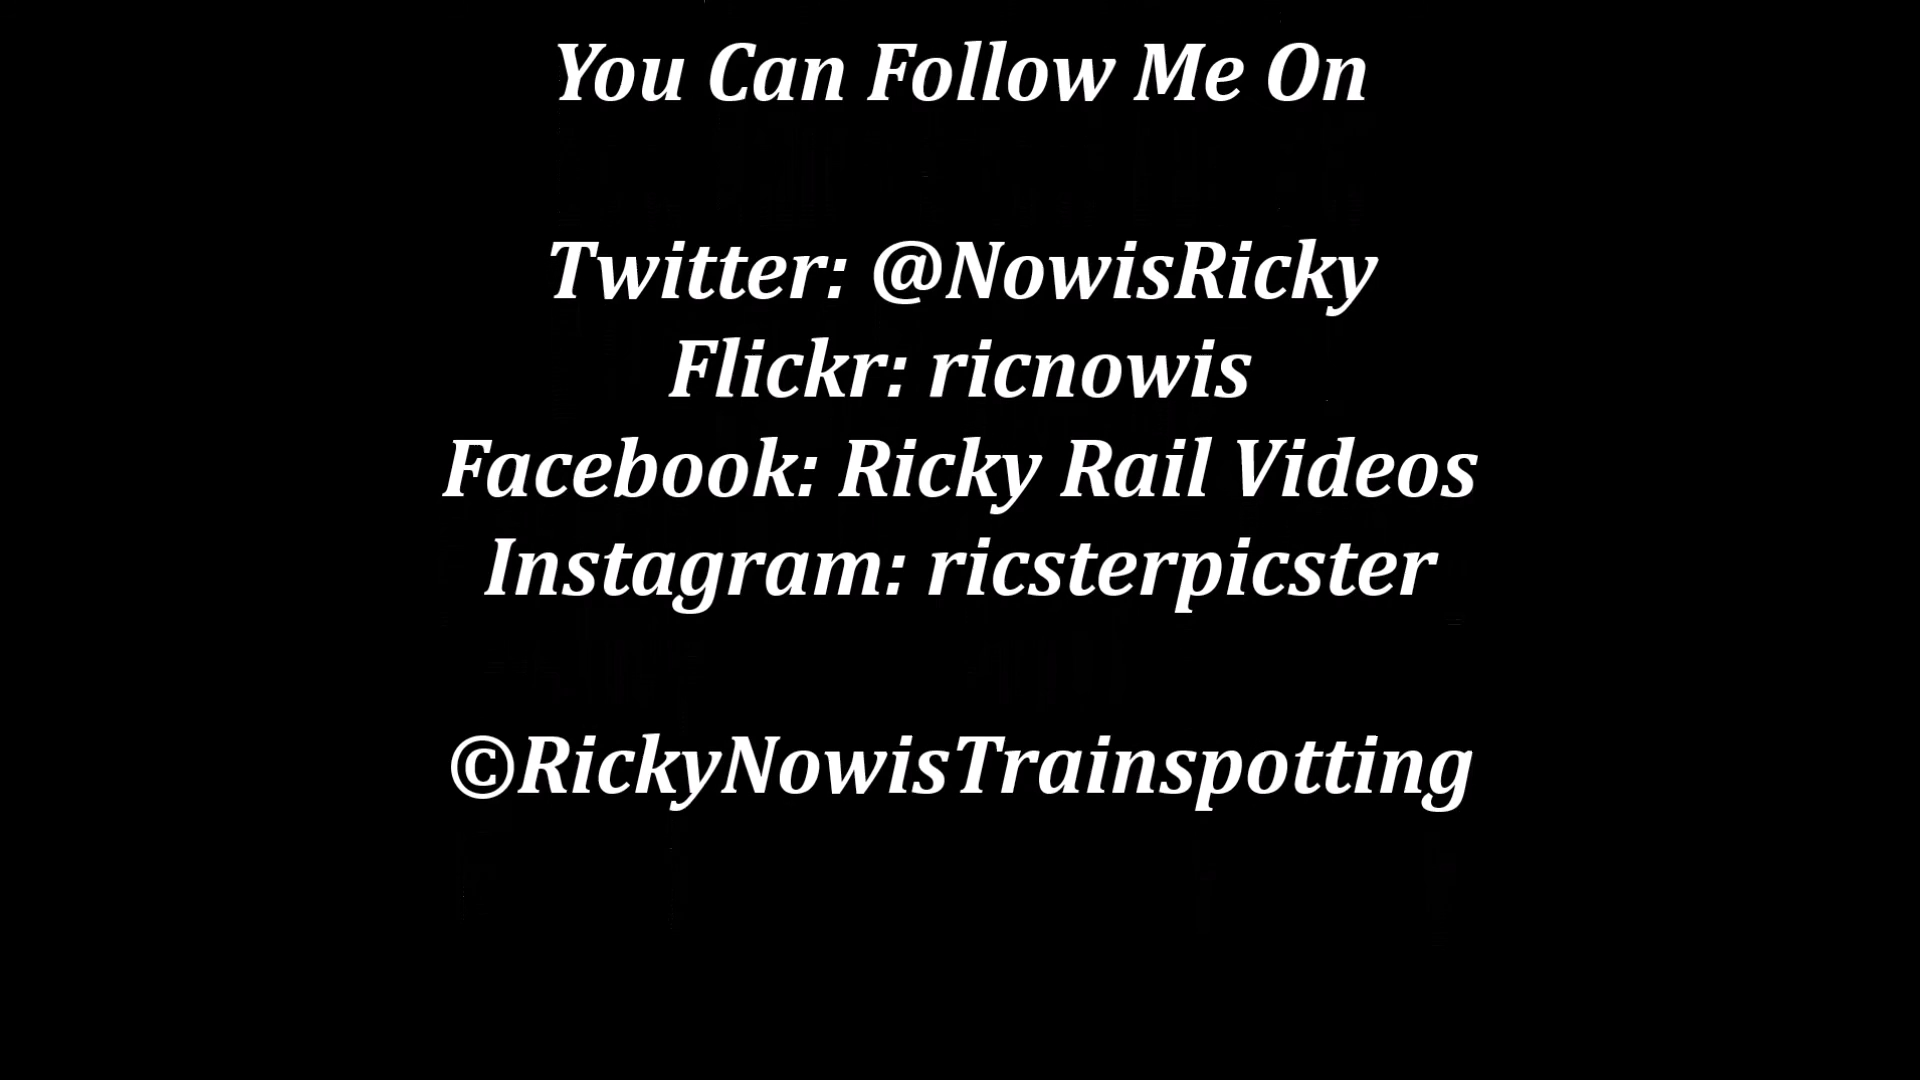 You Can Follow Me On
Twitter: @NowisRicky
Flickr: ricnowis
Facebook: Ricky Rail Videos
Instagram: ricsterpicster
©RickyNowisTrainspotting